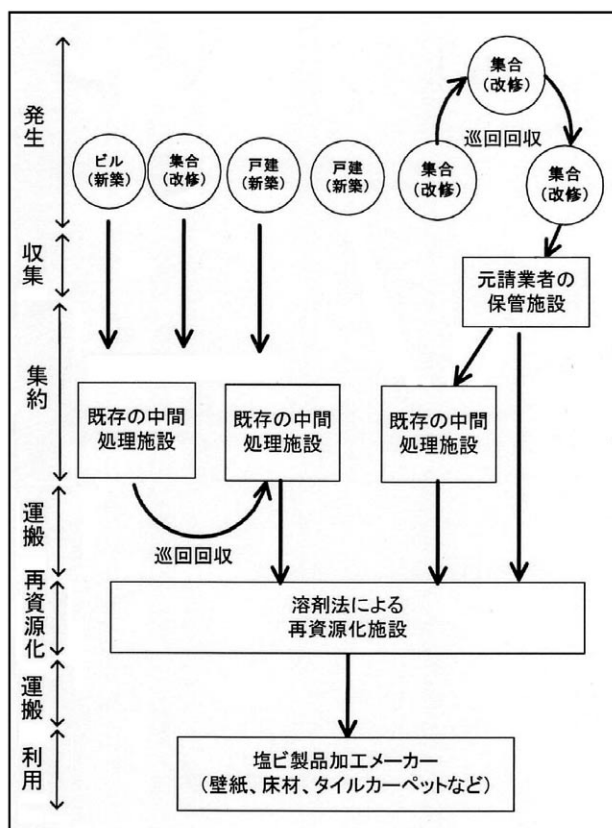 発生
収集
集約
運搬
再資源化
運搬
利用
集合
(改修)
巡回回収
ビル
(新築)
集合
(改修)
戸建
(新築)
戸建
(新築)
集合
(改修)
集合
(改修)
元請業者の
保管施設
既存の中間
処理施設
既存の中間
処理施設
既存の中間
処理施設
巡回回収
溶剤法による
再資源化施設
塩ビ製品加工メーカー
(壁紙、床材、タイルカーペットなど)